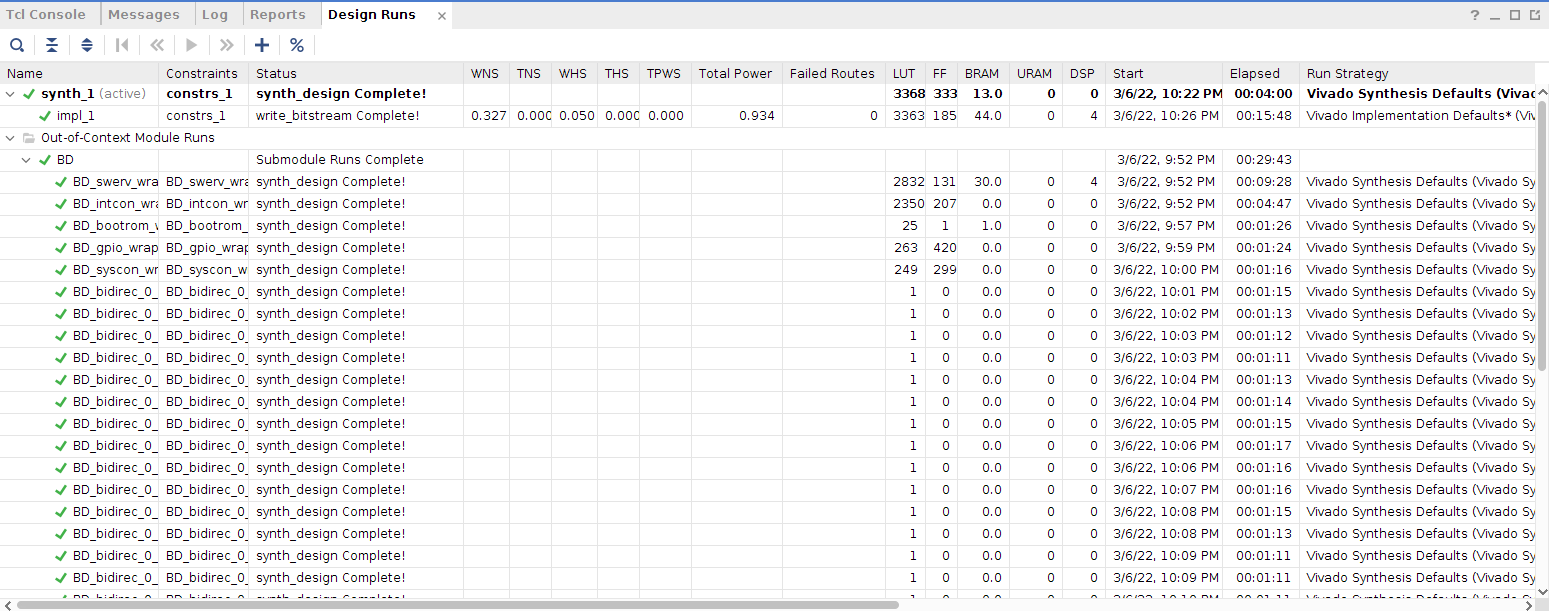 Tcl Console Messages Log Reports Design Runs
Name Constraints Status WNS TNS WHS THS TPWS Total Power Failed Routes LUT FF BRAM URAM DSP Start Elapsed Run Strategy
synth_1 (active) constrs_1 synth_design Complete! 3368 333 13.0 0 0 3/6/22, 10:22 PM 00:04:00 Vivado Synthesis Defaults (Vivac
impl_1 constrs_1 write_bitstream Complete! 0.327 0.000 0.050 0.000 0.000 0.934 0 3363 185 44.0 0 4 3/6/22, 10:26 PM 00:15:48 Vivado Implementation Defaults* (Viv
Out-of-Context Module Runs
BD Submodule Runs Complete 3/6/22, 9:52 PM 00:29:43
BD_swerv_wra BD_swerv_wra synth_design Complete! 2832 131 30.0 0 4 3/6/22, 9:52 PM 00:09:28 Vivado Synthesis Defaults (Vivado Sy
BD_intcon_wra BD_intcon_wr synth_design Complete! 2350 207 0.0 0 0 3/6/22, 9:52 PM 00:04:47 Vivado Synthesis Defaults (Vivado Sy
BD_bootrom_w BD_bootrom_ synth_design Complete! 25 1 1.0 0 0 3/6/22, 9:57 PM 00:01:26 Vivado Synthesis Defaults (Vivado Sy
BD_gpio_wrap BD_gpio_wrap synth_design Complete! 263 420 0.0 0 0 3/6/22, 9:59 PM 00:01:24 Vivado Synthesis Defaults (Vivado Sy
BD_syscon_wr BD_syscon_w synth_design Complete! 249 299 0.0 0 0 3/6/22, 10:00 PM 00:01:16 Vivado Synthesis Defaults (Vivado Sy
BD_bidirec_0_ BD_bidirec_0_ synth_design Complete! 1 0 0.0 0 0 3/6/22, 10:01 PM 00:01:15 Vivado Synthesis Defaults (Vivado Sy
BD_bidirec_0_ BD_bidirec_0_ synth_design Complete! 1 0 0.0 0 0 3/6/22, 10:02 PM 00:01:13 Vivado Synthesis Defaults (Vivado Sy
BD_bidirec_0_ BD_bidirec_0_ synth_design Complete! 1 0 0.0 0 0 3/6/22, 10:03 PM 00:01:12 Vivado Synthesis Defaults (Vivado Sy
BD_bidirec_0_ BD_bidirec_0_ synth_design Complete! 1 0 0.0 0 0 3/6/22, 10:03 PM 00:01:11 Vivado Synthesis Defaults (Vivado Sy
BD_bidirec_0_ BD_bidirec_0_ synth_design Complete! 1 0 0.0 0 0 3/6/22, 10:04 PM 00:01:13 Vivado Synthesis Defaults (Vivado Sy
BD_bidirec_0_ BD_bidirec_0_ synth_design Complete! 1 0 0.0 0 0 3/6/22, 10:04 PM 00:01:14 Vivado Synthesis Defaults (Vivado Sy
BD_bidirec_0_ BD_bidirec_0_ synth_design Complete! 1 0 0.0 0 0 3/6/22, 10:05 PM 00:01:15 Vivado Synthesis Defaults (Vivado Sy
BD_bidirec_0_ BD_bidirec_0_ synth_design Complete! 1 0 0.0 0 0 3/6/22, 10:06 PM 00:01:17 Vivado Synthesis Defaults (Vivado Sy
BD_bidirec_0_ BD_bidirec_0_ synth_design Complete! 1 0 0.0 0 0 3/6/22, 10:06 PM 00:01:16 Vivado Synthesis Defaults (Vivado Sy
BD_bidirec_0_ BD_bidirec_0_ synth_design Complete! 1 0 0.0 0 0 3/6/22, 10:07 PM 00:01:16 Vivado Synthesis Defaults (Vivado Sy
BD_bidirec_0_ BD_bidirec_0_ synth_design Complete! 1 0 0.0 0 0 3/6/22, 10:08 PM 00:01:15 Vivado Synthesis Defaults (Vivado Sy
BD_bidirec_0_ BD_bidirec_0_ synth_design Complete! 1 0 0.0 0 0 3/6/22, 10:08 PM 00:01:13 Vivado Synthesis Defaults (Vivado Sy
BD_bidirec_0_ BD_bidirec_0_ synth_design Complete! 1 0 0.0 0 0 3/6/22, 10:09 PM 00:01:11 Vivado Synthesis Defaults (Vivado Sy
BD_bidirec_0_ BD_bidirec_0_ synth_design Complete! 1 0 0.0 0 0 3/6/22, 10:09 PM 00:01:11 Vivado Synthesis Defaults (Vivado Sy